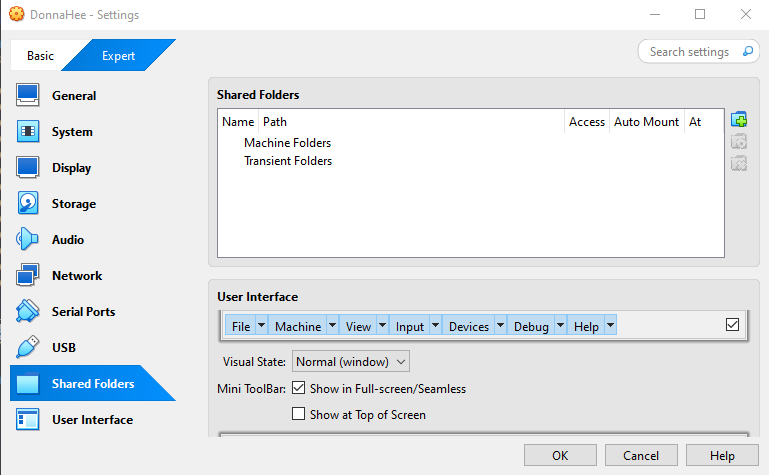 DonnaHee - Settings
Basic
Expert
Search settings
General
System
Display
Storage
Audio
Network
Serial Ports
USB
Shared Folders
User Interface
Shared Folders
Name Path Access Auto Mount At
Machine Folders
Transient Folders
User Interface
File Machine View Input Devices Debug Help
Visual State: Normal (window)
Mini ToolBar: Show in Full-screen/Seamless
Show at Top of Screen
OK Cancel Help